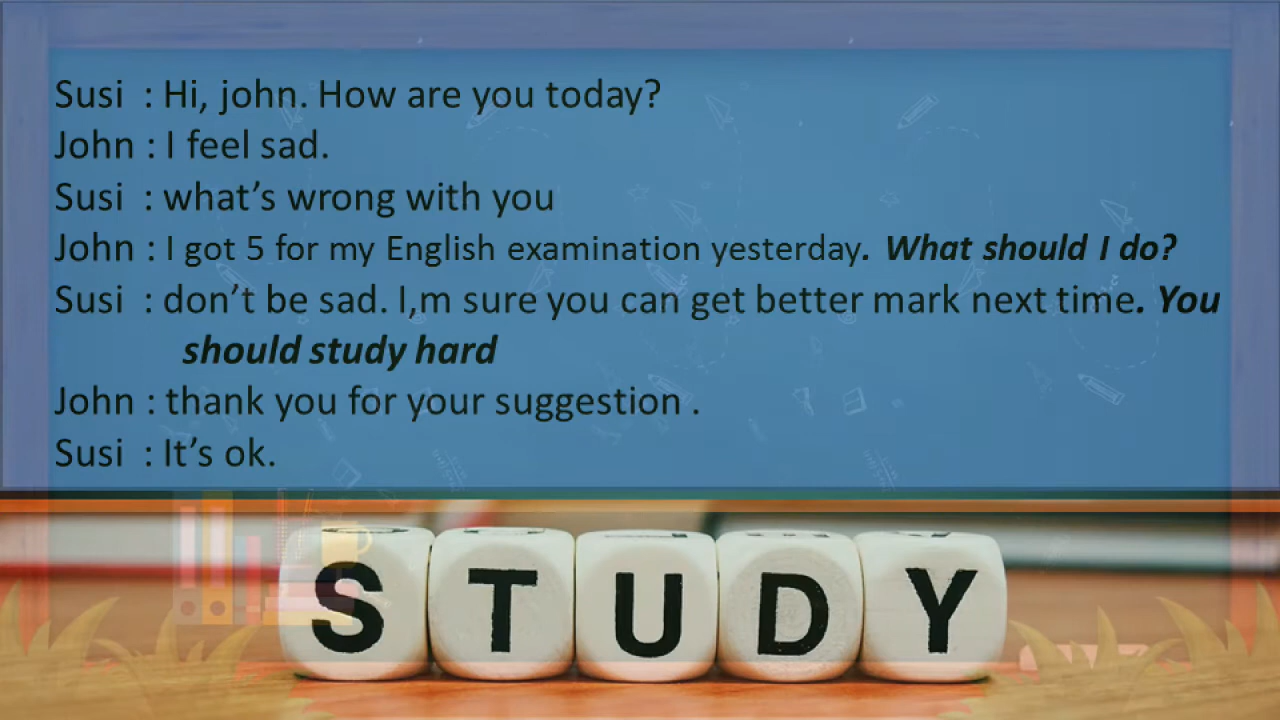 Susi : Hi, john. How are you today?
John : I feel sad.
Susi : what’s wrong with you
John : I got 5 for my English examination yesterday. What should I do?
Susi : don’t be sad. I,m sure you can get better mark next time. You
should study hard
John : thank you for your suggestion .
Susi : It’s ok.
STUDY